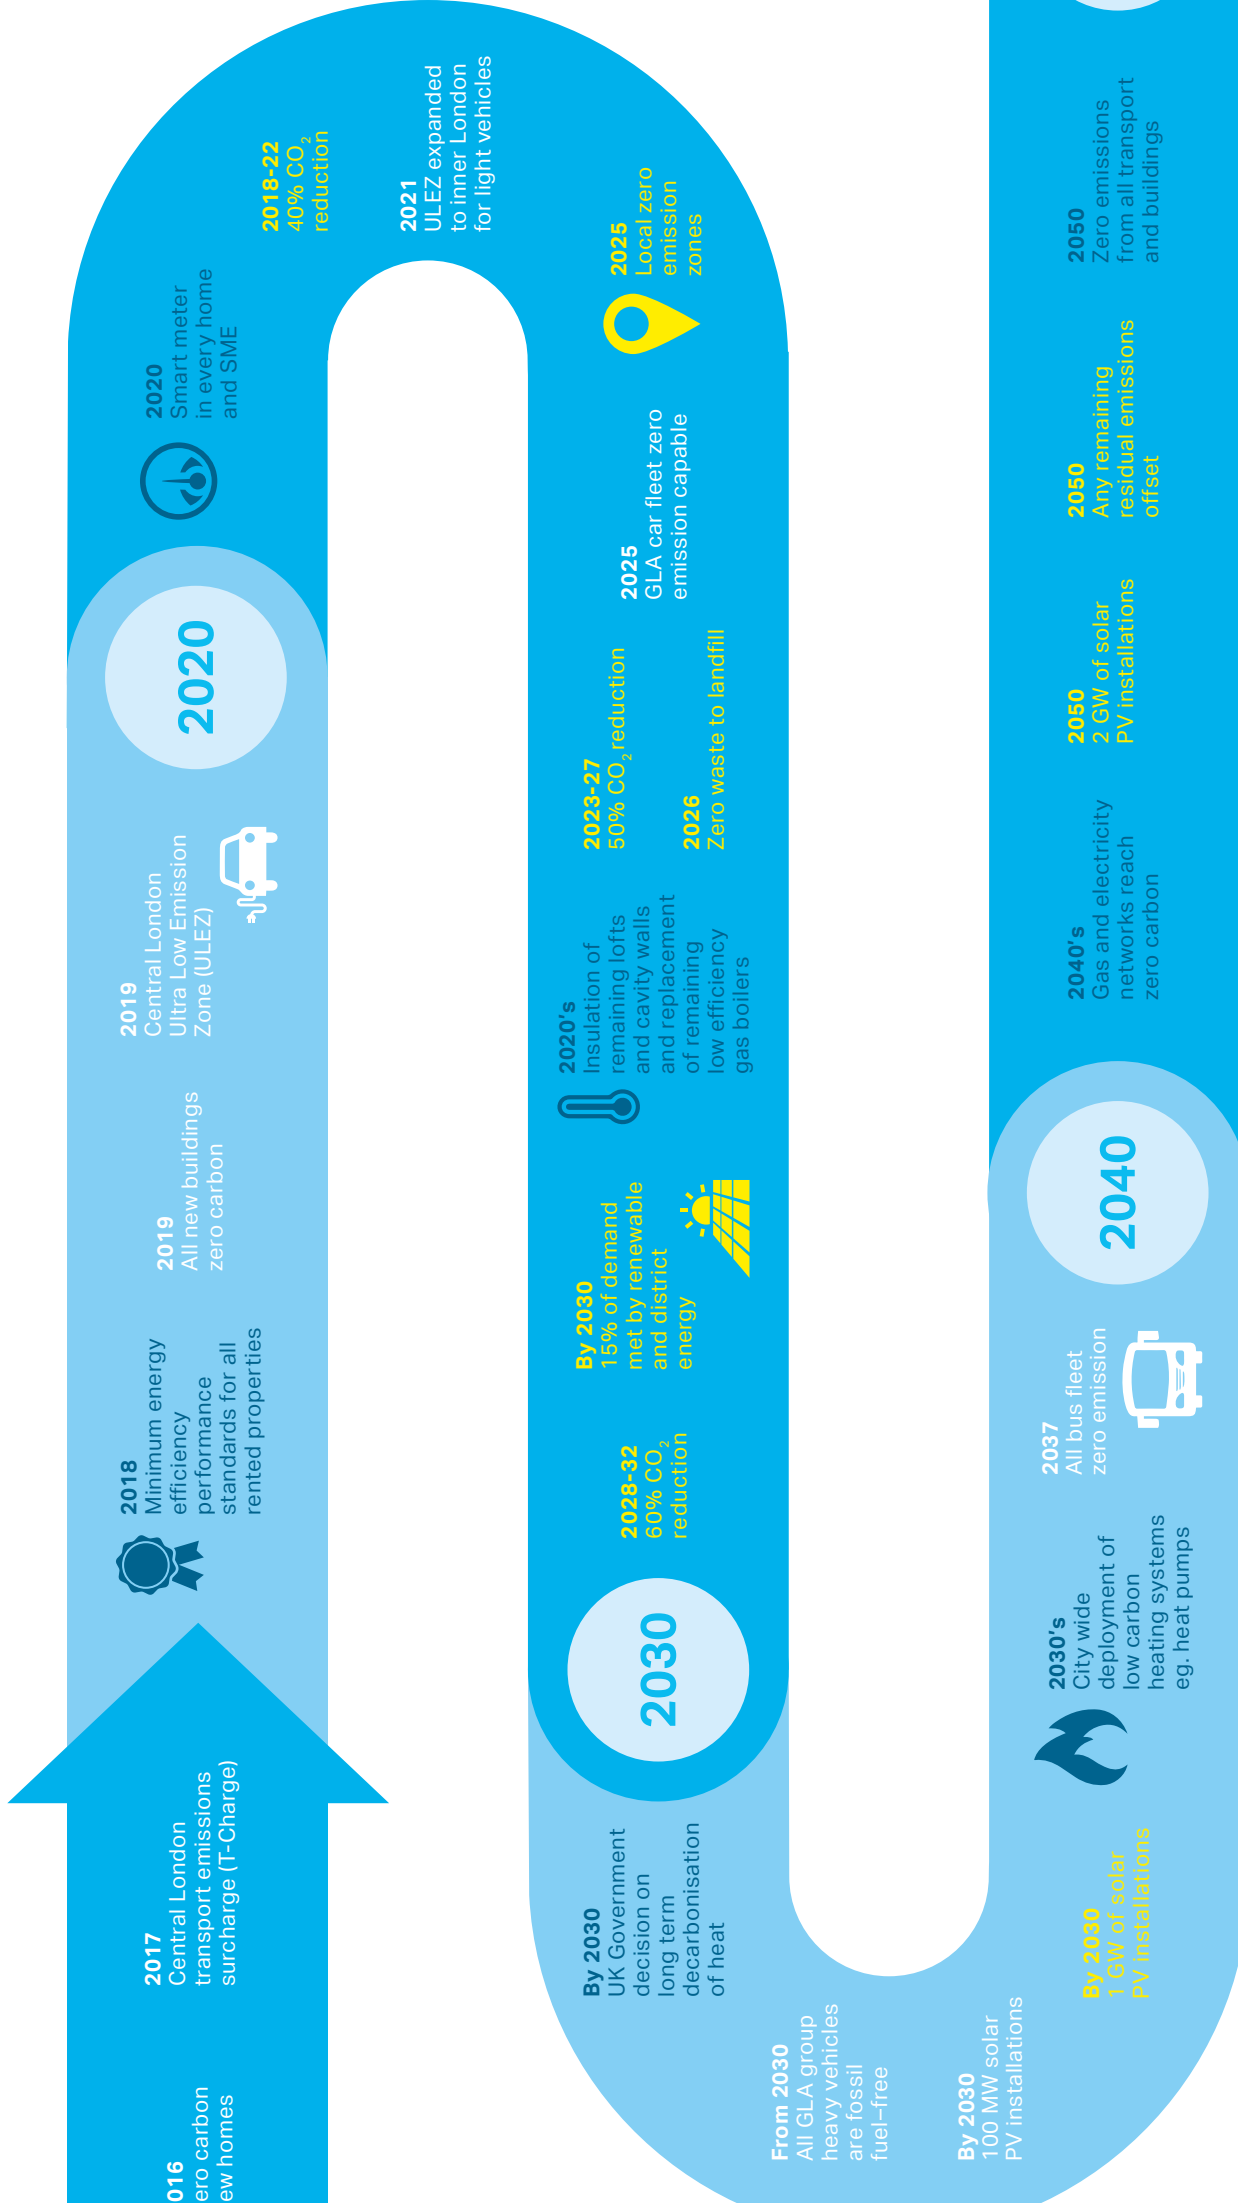 016
ero carbon
ew homes
2017
Central London
transport emissions
surcharge (T-Charge)
2018
Minimum energy
efficiency
performance
standards for all
rented properties
2019
All new buildings
zero carbon
2019
Central London
Ultra Low Emission
Zone (ULEZ)
2020
2020
Smart meter
in every home
and SME
2018-22
40% CO₂
reduction
2021
ULEZ expanded
to inner London
for light vehicles
2025
Local zero
emission
zones
2025
GLA car fleet zero
emission capable
2023-27
50% CO₂ reduction
2026
Zero waste to landfill
2020's
Insulation of
remaining lofts
and cavity walls
and replacement
of remaining
low efficiency
gas boilers
By 2030
15% of demand
met by renewable
and district
energy
2028-32
60% CO₂
reduction
2030
By 2030
UK Government
decision on
long term
decarbonisation
of heat
From 2030
All GLA group
heavy vehicles
are fossil
fuel–free
By 2030
100 MW solar
PV installations
By 2030
1 GW of solar
PV installations
2030's
City wide
deployment of
low carbon
heating systems
eg. heat pumps
2037
All bus fleet
zero emission
2040
2040's
Gas and electricity
networks reach
zero carbon
2050
2 GW of solar
PV installations
2050
Any remaining
residual emissions
offset
2050
Zero emissions
from all transport
and buildings